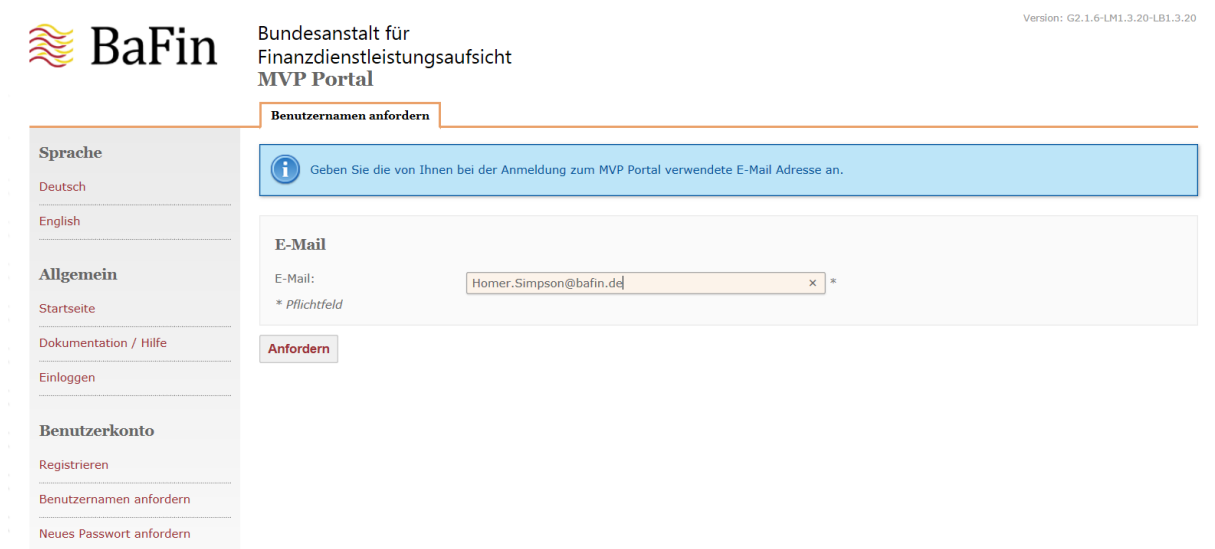 Version: G2.1.6-LM1.3.20-LB1.3.20
BaFin
Bundesanstalt für
Finanzdienstleistungsaufsicht
MVP Portal
Benutzernamen anfordern
Sprache
Deutsch
English
Allgemein
Startseite
Dokumentation / Hilfe
Einloggen
Benutzerkonto
Registrieren
Benutzernamen anfordern
Neues Passwort anfordern
Geben Sie die von Ihnen bei der Anmeldung zum MVP Portal verwendete E-Mail Adresse an.
E-Mail
E-Mail: Homer.Simpson@bafin.de × *
* Pflichtfeld
Anfordern